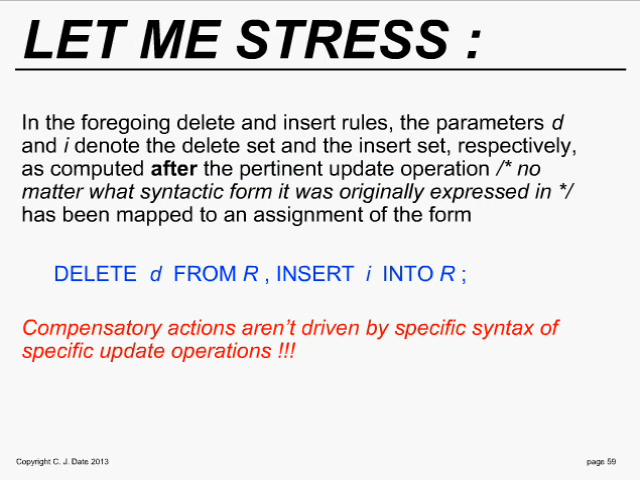 LET ME STRESS :
In the foregoing delete and insert rules, the parameters d
and i denote the delete set and the insert set, respectively,
as computed after the pertinent update operation /* no
matter what syntactic form it was originally expressed in */
has been mapped to an assignment of the form
DELETE d FROM R , INSERT i INTO R ;
Compensatory actions aren't driven by specific syntax of
specific update operations !!!
Copyright C. J. Date 2013
page 59